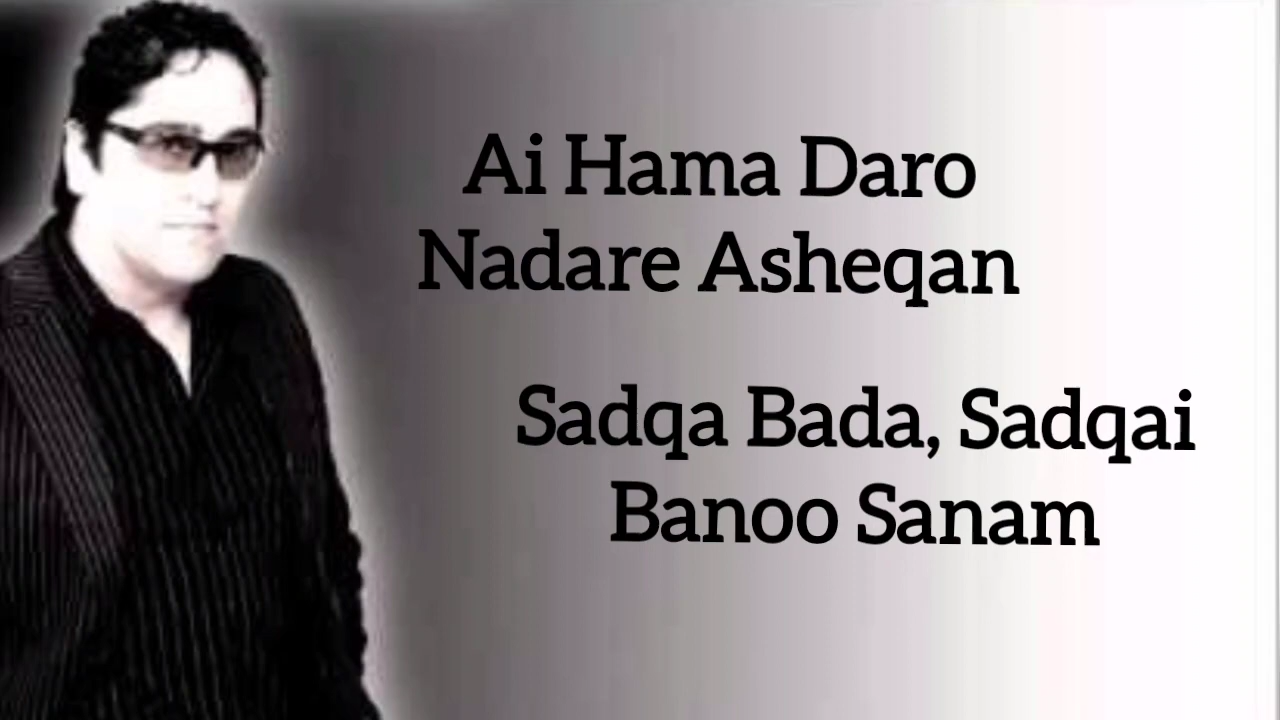 Ai Hama Daro
Nadare Asheqan
Sadqa Bada, Sadqai
Banoo Sanam